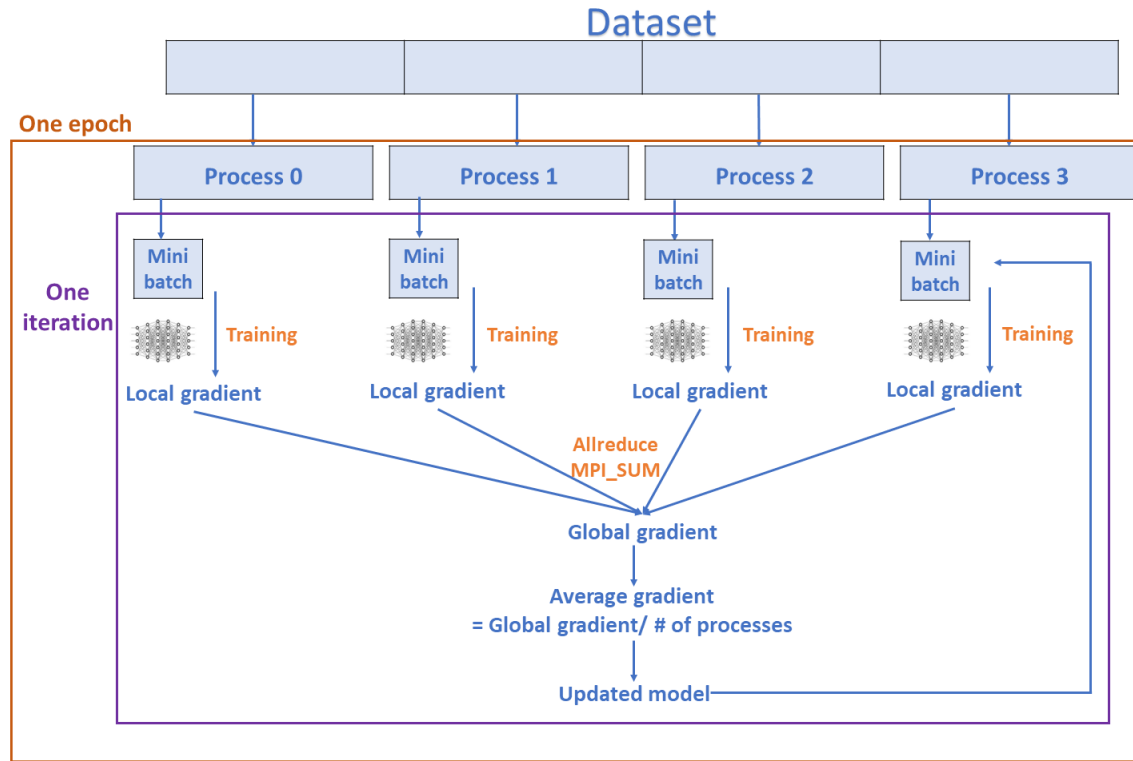 Dataset
One epoch
Process 0
Process 1
Process 2
Process 3
One
iteration
Mini
batch
Mini
batch
Mini
batch
Mini
batch
Training
Training
Training
Training
Local gradient
Local gradient
Local gradient
Local gradient
Allreduce
MPI_SUM
Global gradient
Average gradient
= Global gradient/ # of processes
Updated model